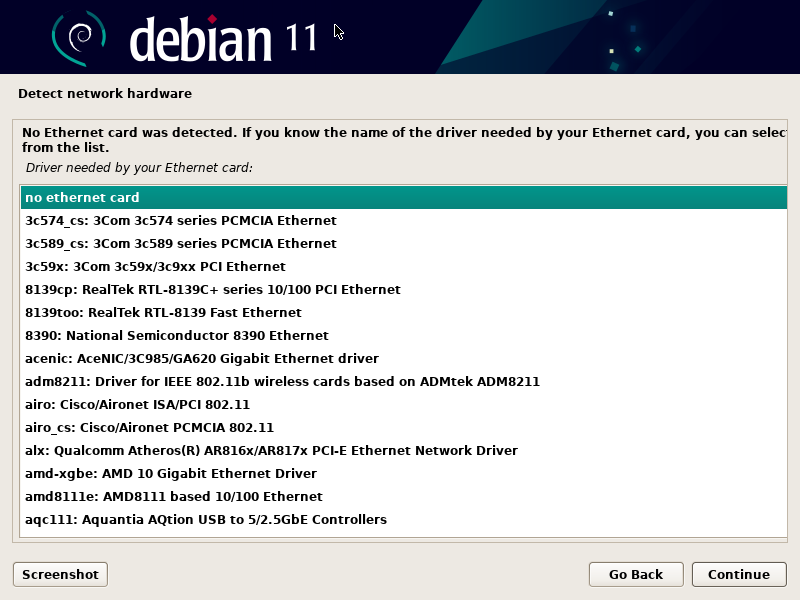 debian 11
Detect network hardware
No Ethernet card was detected. If you know the name of the driver needed by your Ethernet card, you can selec
from the list.
Driver needed by your Ethernet card:
no ethernet card
3c574_cs: 3Com 3c574 series PCMCIA Ethernet
3c589_cs: 3Com 3c589 series PCMCIA Ethernet
3c59x: 3Com 3c59x/3c9xx PCI Ethernet
8139cp: RealTek RTL-8139C+ series 10/100 PCI Ethernet
8139too: RealTek RTL-8139 Fast Ethernet
8390: National Semiconductor 8390 Ethernet
acenic: AceNIC/3C985/GA620 Gigabit Ethernet driver
adm8211: Driver for IEEE 802.11b wireless cards based on ADMtek ADM8211
airo: Cisco/Aironet ISA/PCI 802.11
airo_cs: Cisco/Aironet PCMCIA 802.11
alx: Qualcomm Atheros(R) AR816x/AR817x PCI-E Ethernet Network Driver
amd-xgbe: AMD 10 Gigabit Ethernet Driver
amd8111e: AMD8111 based 10/100 Ethernet
aqc111: Aquantia AQtion USB to 5/2.5GbE Controllers
Screenshot
Go Back
Continue